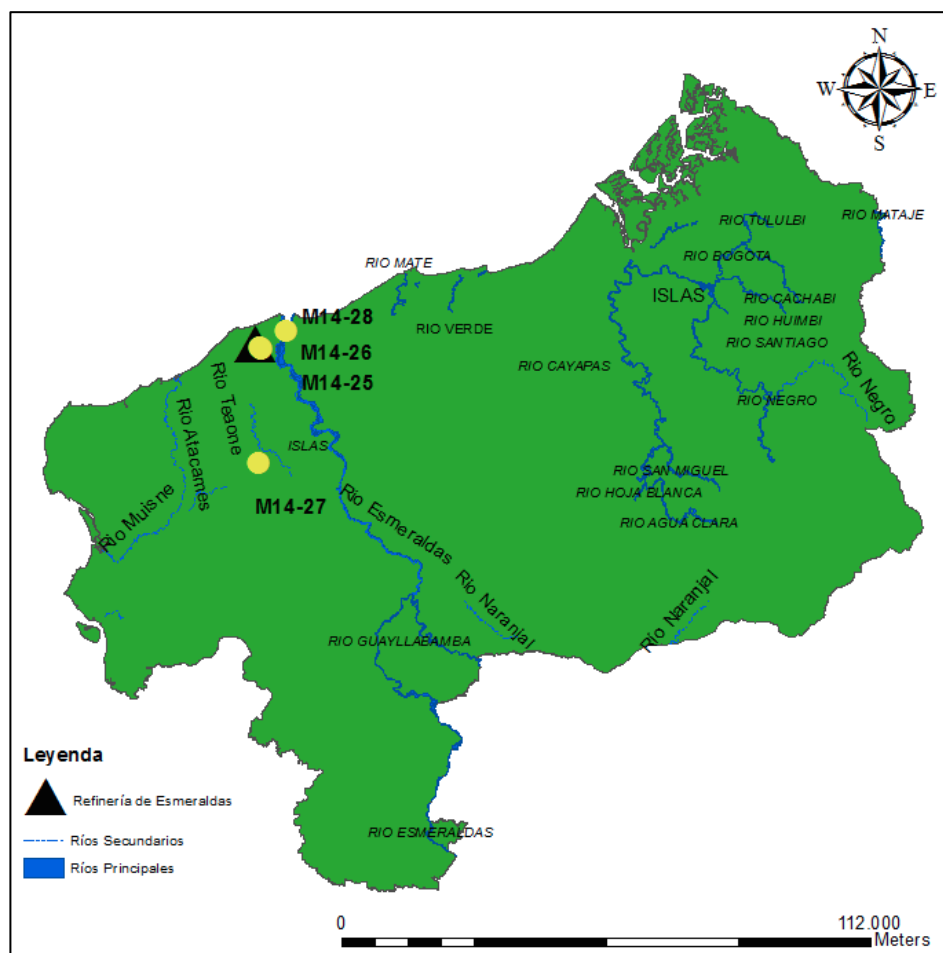 N
W
E
S
RIO MATAJE
RIO TULULBI
RIO BOGOTA
RIO MATE
ISLAS
RIO CACHABI
M14-28
RIO HUIMBI
RIO VERDE
RIO SANTIAGO
M14-26
RIO CAYAPAS
Rio Negro
M14-25
RIO NEGRO
Rio Teaone
Rio Atacames
ISLAS
RIO SAN MIGUEL
RIO HOJA BLANCA
M14-27
Rio Muisne
Rio Esmeraldas
RIO AGUA CLARA
Rio Naranjal
Rio Naranjal
RIO GUAYLLABAMBA
Leyenda
Refinería de Esmeraldas
RIO ESMERALDAS
Ríos Secundarios
Ríos Principales
0
112.000
Meters